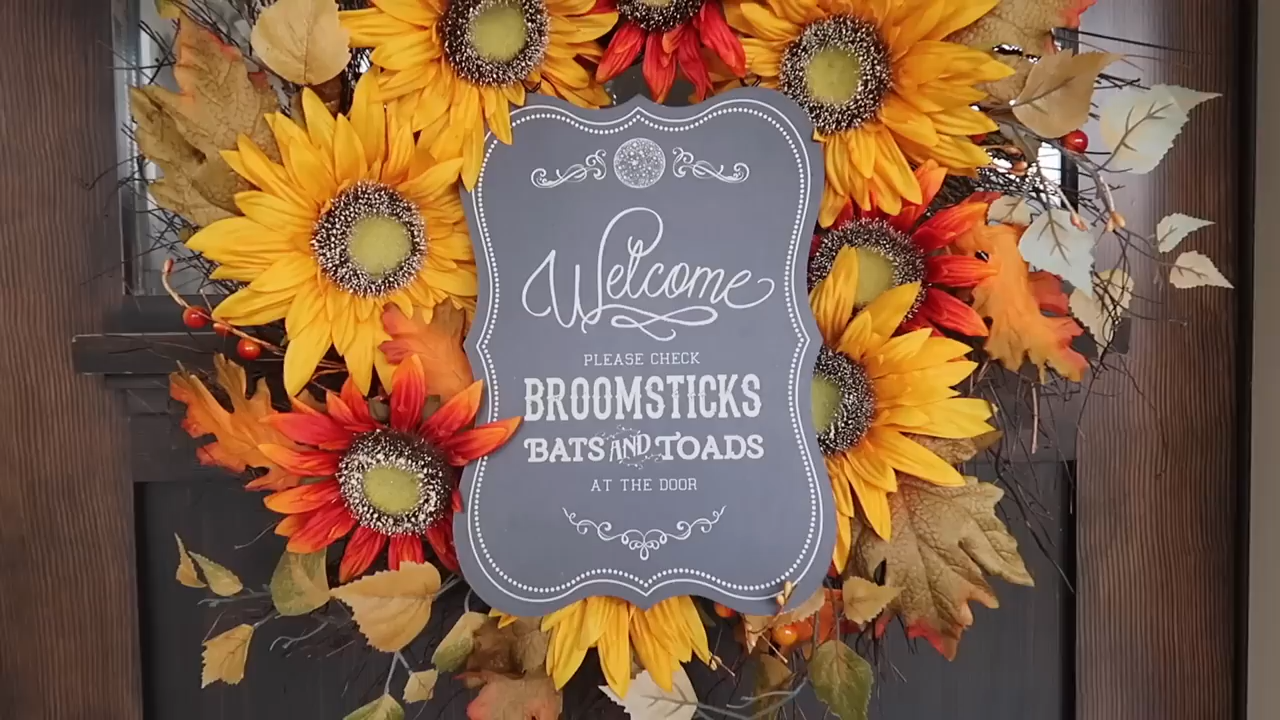 Welcome
PLEASE CHECK
BROOMSTICKS
BATS AND TOADS
AT THE DOOR